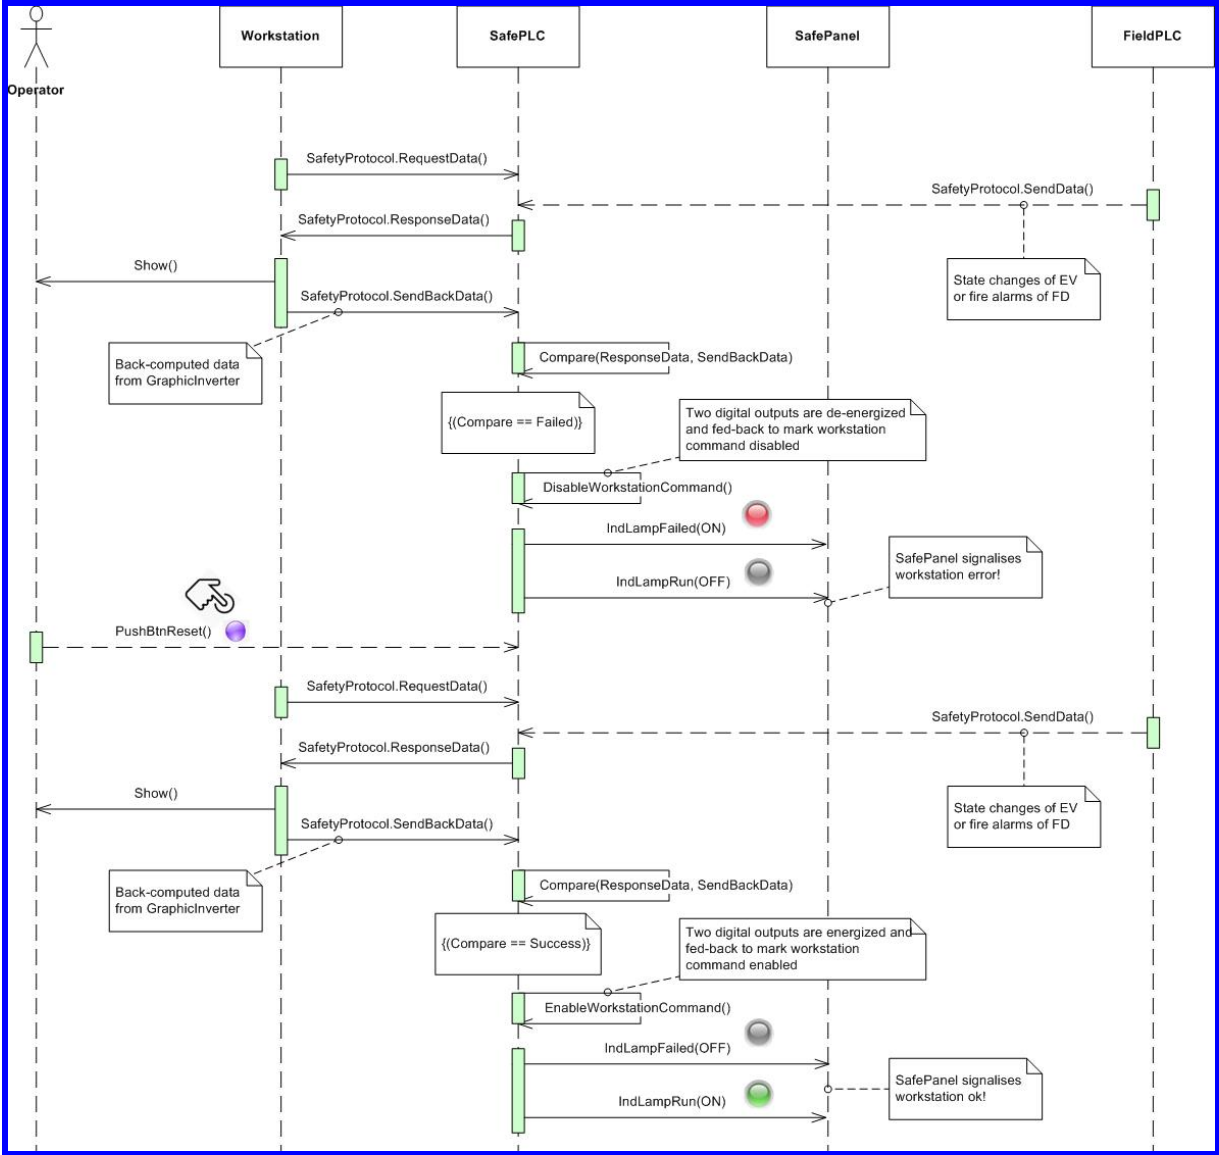 Workstation
SafePLC
SafePanel
FieldPLC
Operator
SafetyProtocol.RequestData()
SafetyProtocol.SendData()
SafetyProtocol.ResponseData()
Show()
State changes of EV
or fire alarms of FD
SafetyProtocol.SendBackData()
Back-computed data
from GraphicInverter
Compare(ResponseData, SendBackData)
{(Compare == Failed)}
Two digital outputs are de-energized
and fed-back to mark workstation
command disabled
DisableWorkstationCommand()
IndLampFailed(ON)
SafePanel signalises
workstation error!
IndLampRun(OFF)
PushBtnReset()
SafetyProtocol.RequestData()
SafetyProtocol.SendData()
SafetyProtocol.ResponseData()
Show()
State changes of EV
or fire alarms of FD
SafetyProtocol.SendBackData()
Back-computed data
from GraphicInverter
Compare(ResponseData, SendBackData)
{(Compare == Success)}
Two digital outputs are energized and
fed-back to mark workstation
command enabled
EnableWorkstationCommand()
IndLampFailed(OFF)
SafePanel signalises
workstation ok!
IndLampRun(ON)